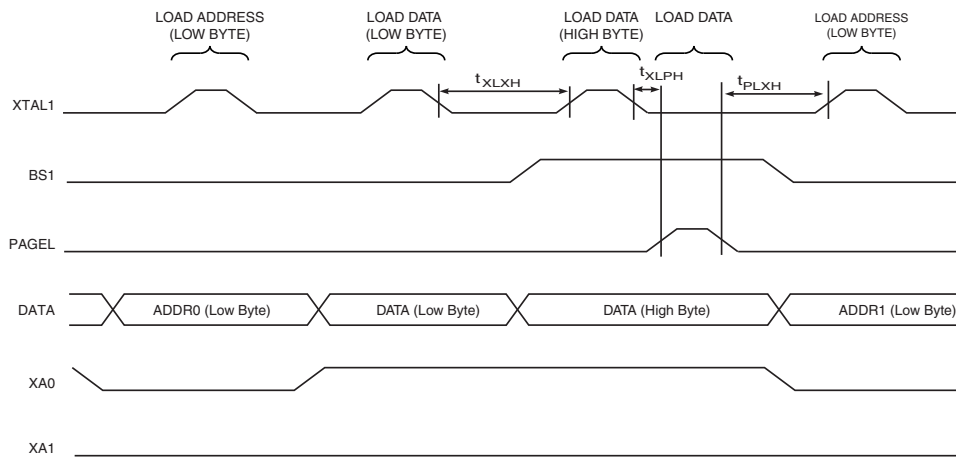 LOAD ADDRESS
(LOW BYTE)
LOAD DATA
(LOW BYTE)
LOAD DATA
(HIGH BYTE)
LOAD DATA
LOAD ADDRESS
(LOW BYTE)
tXLXH
tXLPH
tPLXH
XTAL1
BS1
PAGEL
DATA
ADDR0 (Low Byte)
DATA (Low Byte)
DATA (High Byte)
ADDR1 (Low Byte)
XA0
XA1